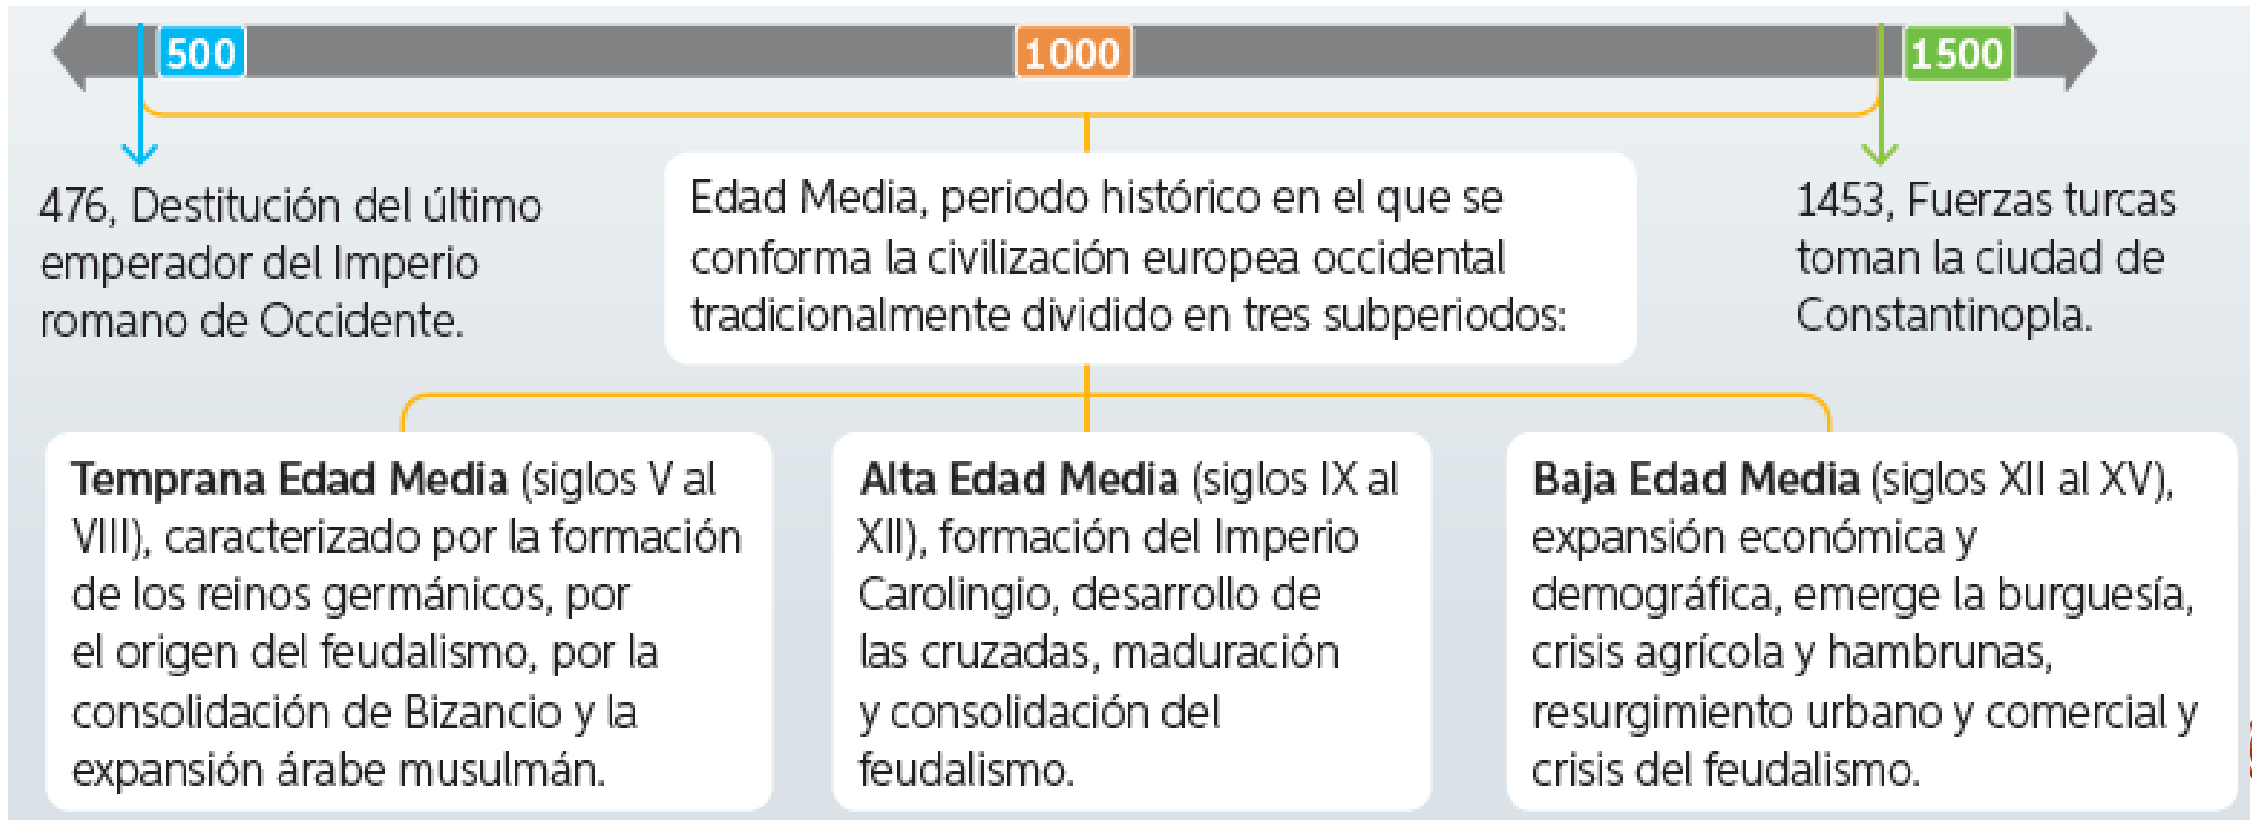 500
1000
1500
476, Destitución del último
emperador del Imperio
romano de Occidente.
Edad Media, periodo histórico en el que se
conforma la civilización europea occidental
tradicionalmente dividido en tres subperiodos:
1453, Fuerzas turcas
toman la ciudad de
Constantinopla.
Temprana Edad Media (siglos V al
VIII), caracterizado por la formación
de los reinos germánicos, por
el origen del feudalismo, por la
consolidación de Bizancio y la
expansión árabe musulmán.
Alta Edad Media (siglos IX al
XII), formación del Imperio
Carolingio, desarrollo de
las cruzadas, maduración
y consolidación del
feudalismo.
Baja Edad Media (siglos XII al XV),
expansión económica y
demográfica, emerge la burguesía,
crisis agrícola y hambrunas,
resurgimiento urbano y comercial y
crisis del feudalismo.